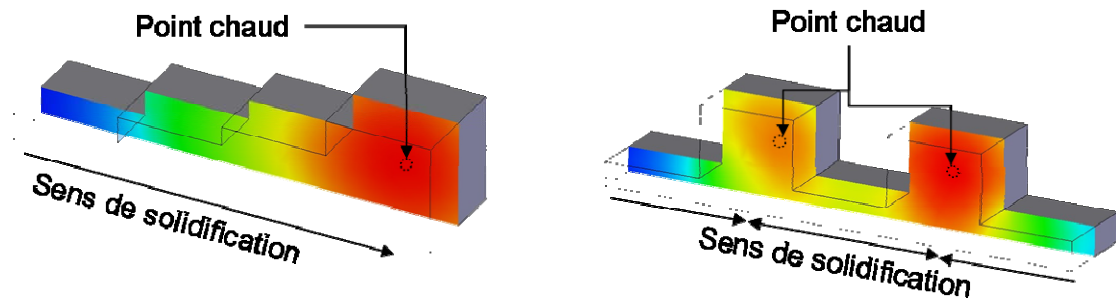 Point chaud
Sens de solidification
Point chaud
Sens de solidification